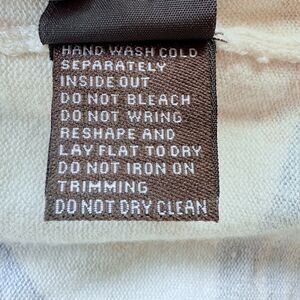 HAND WASH COLD
SEPARATELY
INSIDE OUT
DO NOT BLEACH
DO NOT WRING
RESHAPE AND
LAY FLAT TO DRY
DO NOT IRON ON
TRIMMING
DO NOT DRY CLEAN